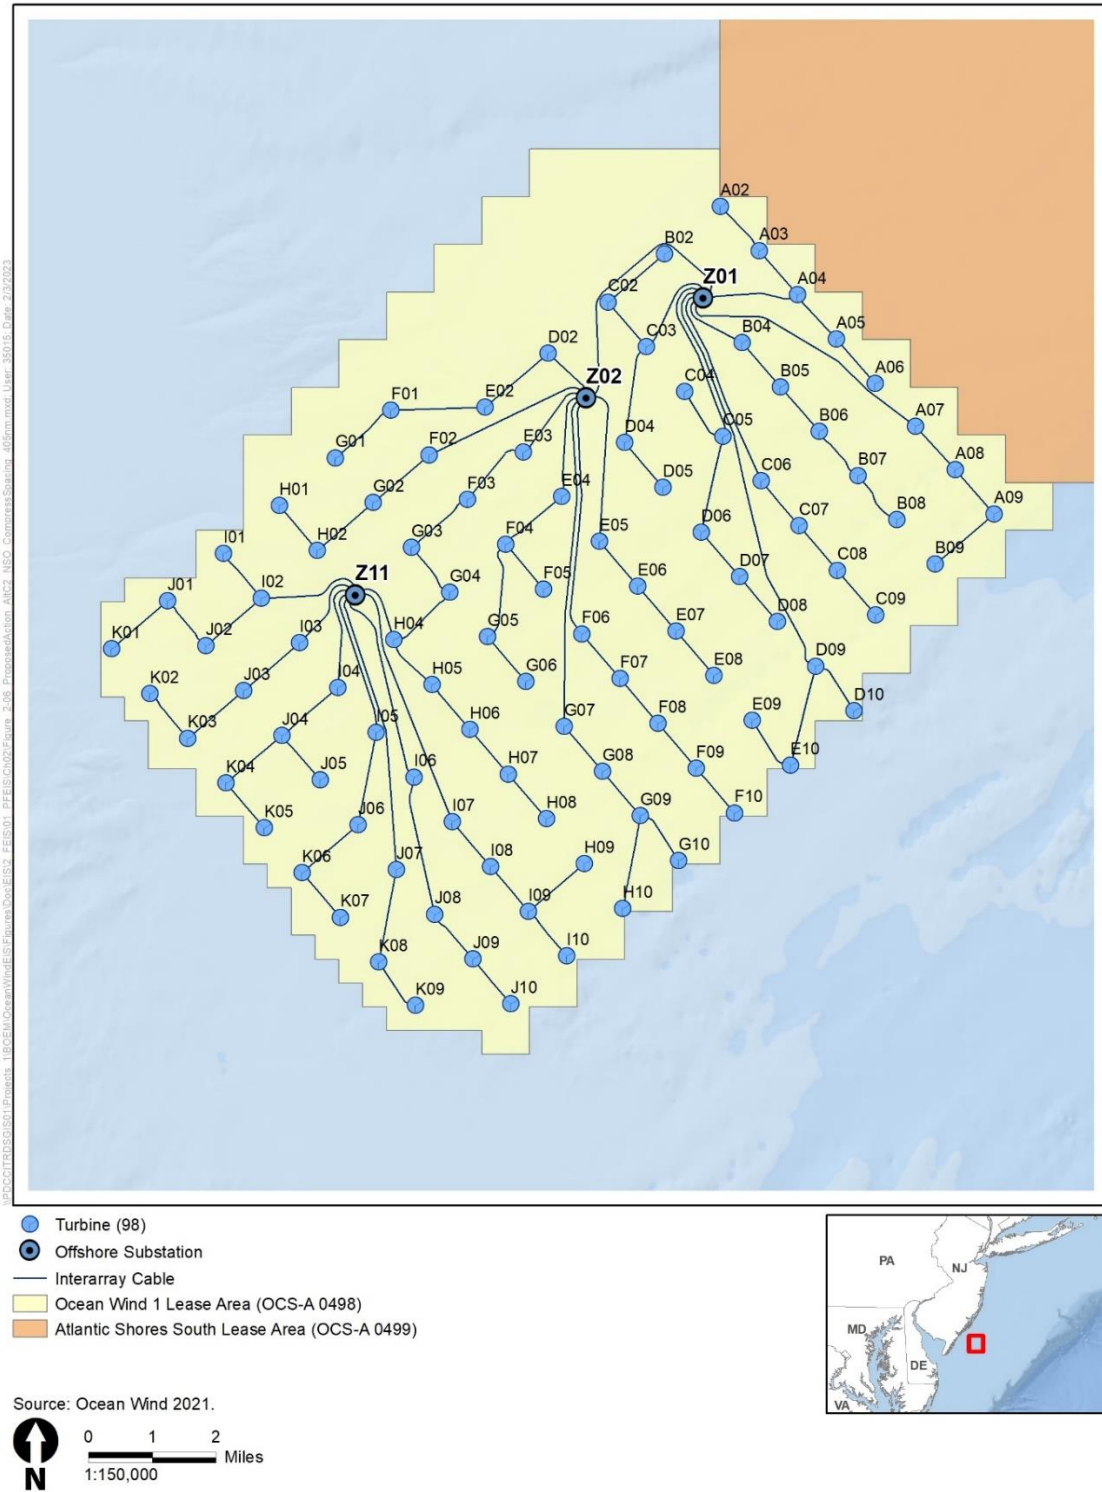 A02
A03
B02
Z01
A04
C02
C03
B04
A05
D02
Z02
C04
B05
A06
F01
E02
D04
C05
B06
A07
G01
F02
E03
D05
C06
B07
A08
H01
G02
F03
E04
D06
C07
B08
A09
I01
H02
G03
F04
E05
D07
C08
B09
J01
I02
Z11
G04
F05
E06
D08
C09
K01
J02
I03
H04
G05
F06
E07
D09
K02
J03
I04
H05
G06
F07
E08
D10
K03
J04
I05
H06
G07
F08
E09
K04
J05
I06
H07
G08
F09
E10
K05
J06
I07
H08
G09
F10
K06
J07
I08
H09
G10
K07
J08
I09
H10
K08
J09
I10
K09
J10
Turbine (98)
Offshore Substation
Interarray Cable
Ocean Wind 1 Lease Area (OCS-A 0498)
Atlantic Shores South Lease Area (OCS-A 0499)
Source: Ocean Wind 2021.
N
0 1 2
Miles
1:150,000
PA
NJ
MD
DE
VA